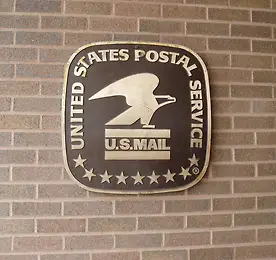 UNITED STATES POSTAL SERVICE
U.S.MAIL
®